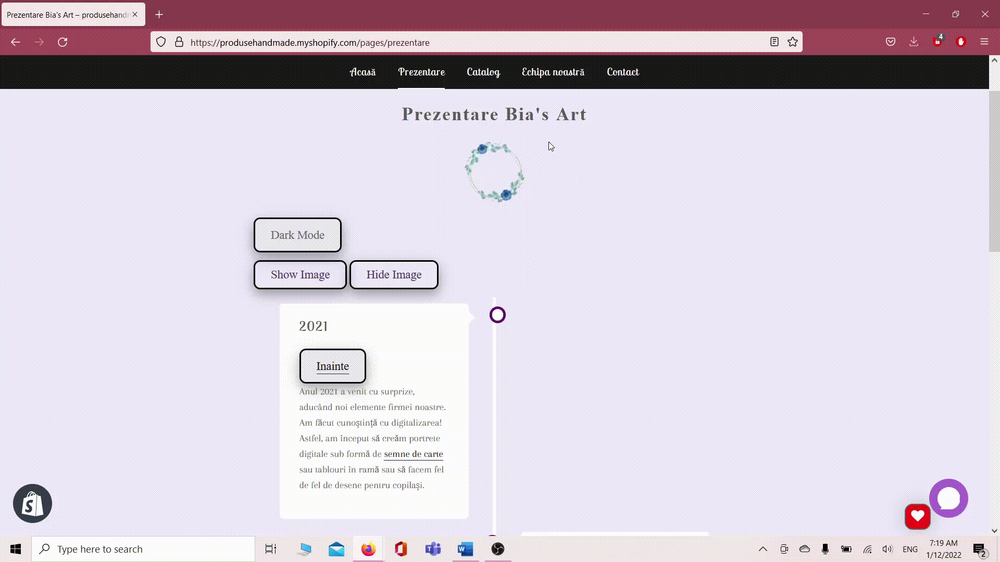 Prezentare Bia's Art – produsehand
https://produsehandmade.myshopify.com/pages/prezentare
4
Acasă Prezentare Catalog Echipa noastră Contact
Prezentare Bia's Art
Dark Mode
Show Image Hide Image
2021
Inainte
Anul 2021 a venit cu surprize,
aducând noi elemente firmei noastre.
Am făcut cunoștință cu digitalizarea!
Astfel, am început să creăm portrete
digitale sub formă de semne de carte
sau tablouri în ramă sau să facem fel
de fel de desene pentru copilași.
Type here to search
ENG
7:19 AM
1/12/2022
2